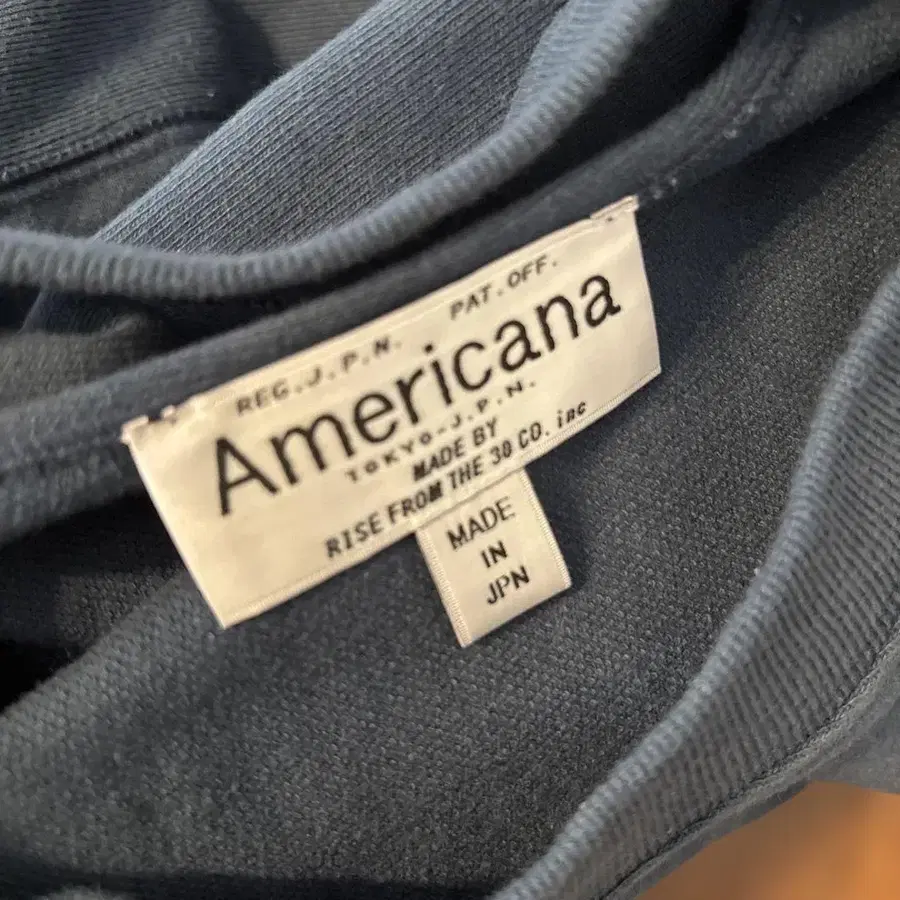 REG.J.P.N. PAT.OFF.
Americana
TOKYO-J.P.N.
MADE BY
RISE FROM THE 30 CO. inc
MADE
IN
JPN